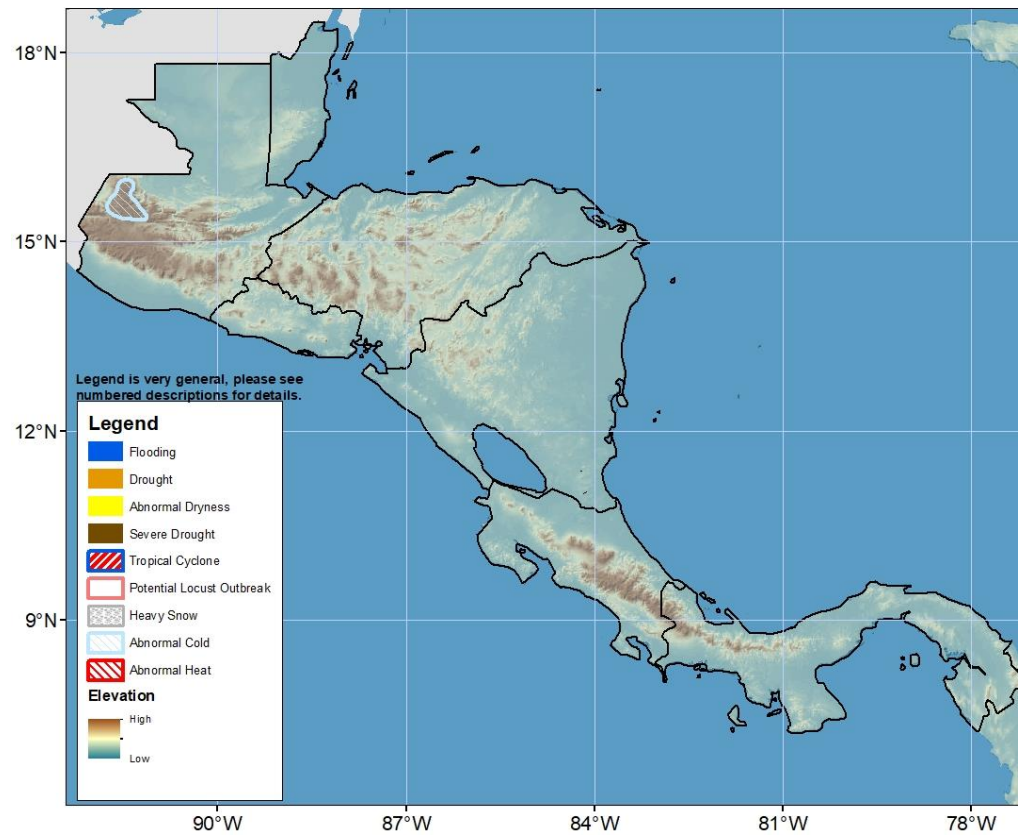 18°N
15°N
12°N
9°N
Legend is very general, please see
numbered descriptions for details.
Legend
Flooding
Drought
Abnormal Dryness
Severe Drought
Tropical Cyclone
Potential Locust Outbreak
Heavy Snow
Abnormal Cold
Abnormal Heat
Elevation
High
Low
90°W
87°W
84°W
81°W
78°W